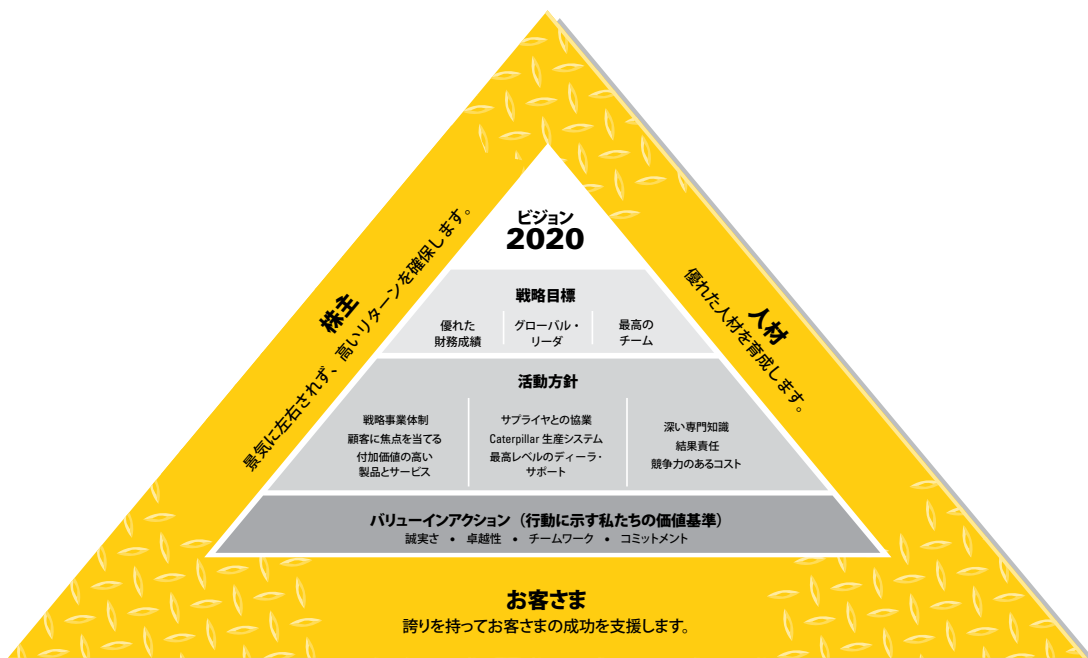 ビジョン
2020
戦略目標
優れた
財務成績
グローバル・
リーダ
最高の
チーム
活動方針
戦略事業体制
顧客に焦点を当てる
付加価値の高い
製品とサービス
サプライヤとの協業
Caterpillar 生産システム
最高レベルのディーラ・
サポート
深い専門知識
結果責任
競争力のあるコスト
バリューインアクション（行動に示す私たちの価値基準）
誠実さ • 卓越性 • チームワーク • コミットメント
株主
景気に左右されず、高いリターンを確保します。
人材
優れた人材を育成します。
お客さま
誇りを持ってお客さまの成功を支援します。